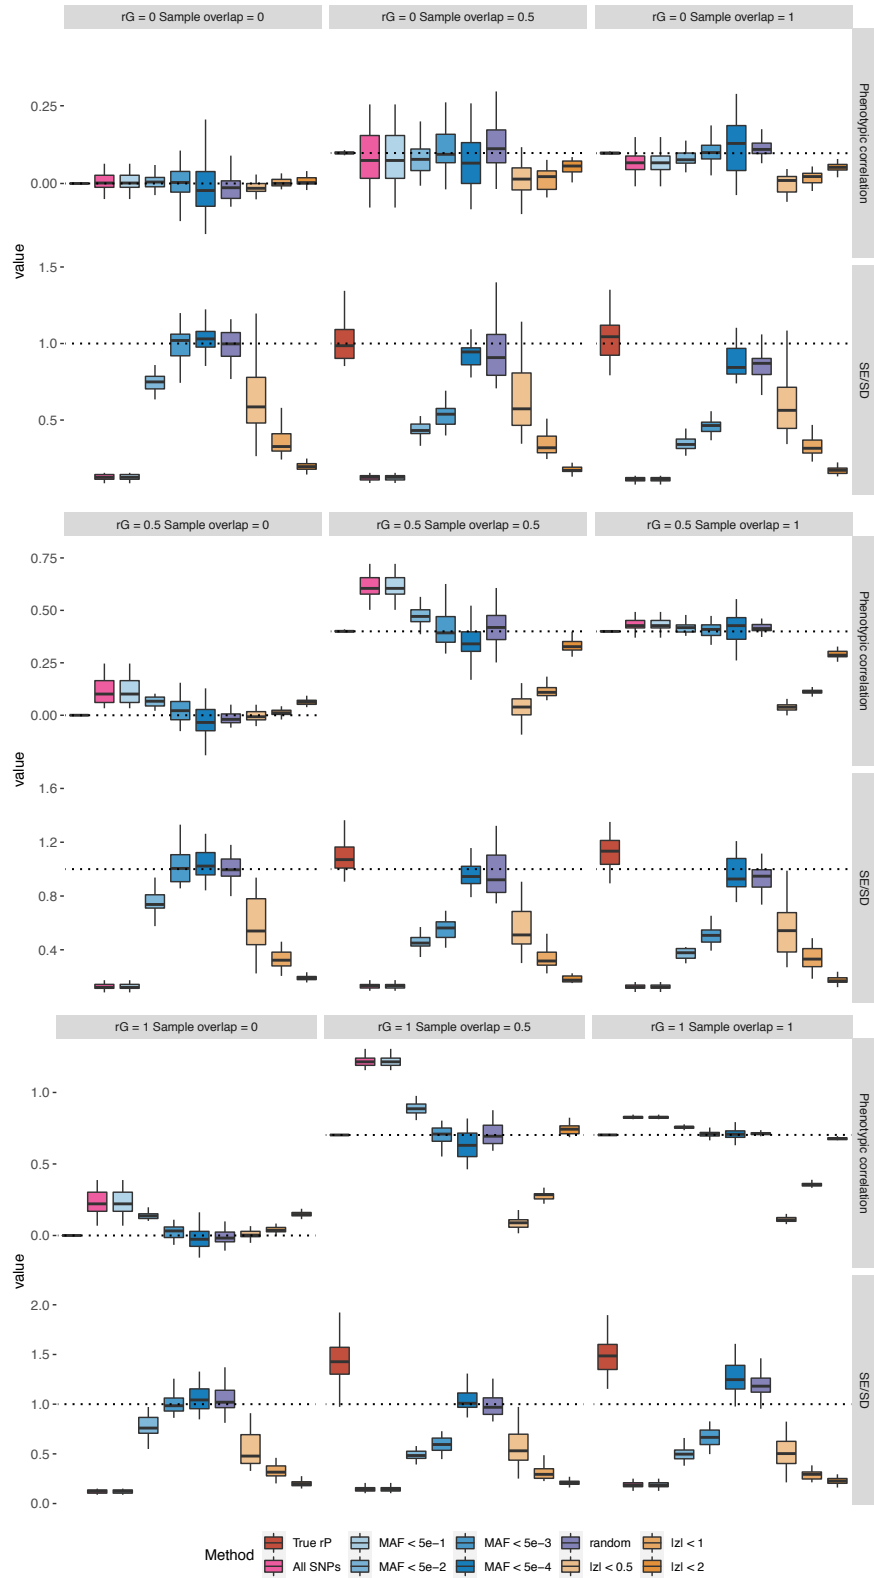 rG = 0 Sample overlap = 0
rG = 0 Sample overlap = 0.5
rG = 0 Sample overlap = 1
0.25
0.00
Phenotypic correlation
value
1.5
1.0
0.5
SE/SD
rG = 0.5 Sample overlap = 0
rG = 0.5 Sample overlap = 0.5
rG = 0.5 Sample overlap = 1
0.75
0.50
0.25
0.00
Phenotypic correlation
value
1.6
1.2
0.8
0.4
SE/SD
rG = 1 Sample overlap = 0
rG = 1 Sample overlap = 0.5
rG = 1 Sample overlap = 1
1.0
0.5
0.0
Phenotypic correlation
value
2.0
1.5
1.0
0.5
0.0
SE/SD
Method
True rP
MAF < 5e-1
MAF < 5e-3
random
|z| < 1
All SNPs
MAF < 5e-2
MAF < 5e-4
|z| < 0.5
|z| < 2